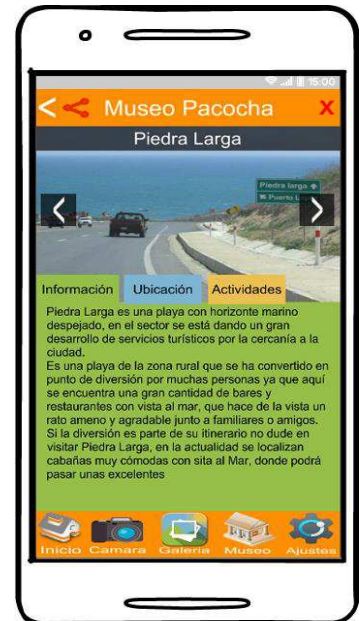 15:00
Museo Pacocha X
Piedra Larga
Piedra larga
Puerto
Información Ubicación Actividades
Piedra Larga es una playa con horizonte marino
despejado, en el sector se está dando un gran
desarrollo de servicios turísticos por la cercanía a la
ciudad.
Es una playa de la zona rural que se ha convertido en
punto de diversión por muchas personas ya que aquí
se encuentra una gran cantidad de bares y
restaurantes con vista al mar, que hace de la vista un
rato ameno y agradable junto a familiares o amigos.
Si la diversión es parte de su itinerario no dude en
visitar Piedra Larga, en la actualidad se localizan
cabañas muy cómodas con sita al Mar, donde podrá
pasar unas excelentes
Inicio Camara Galeria Museo Ajustes